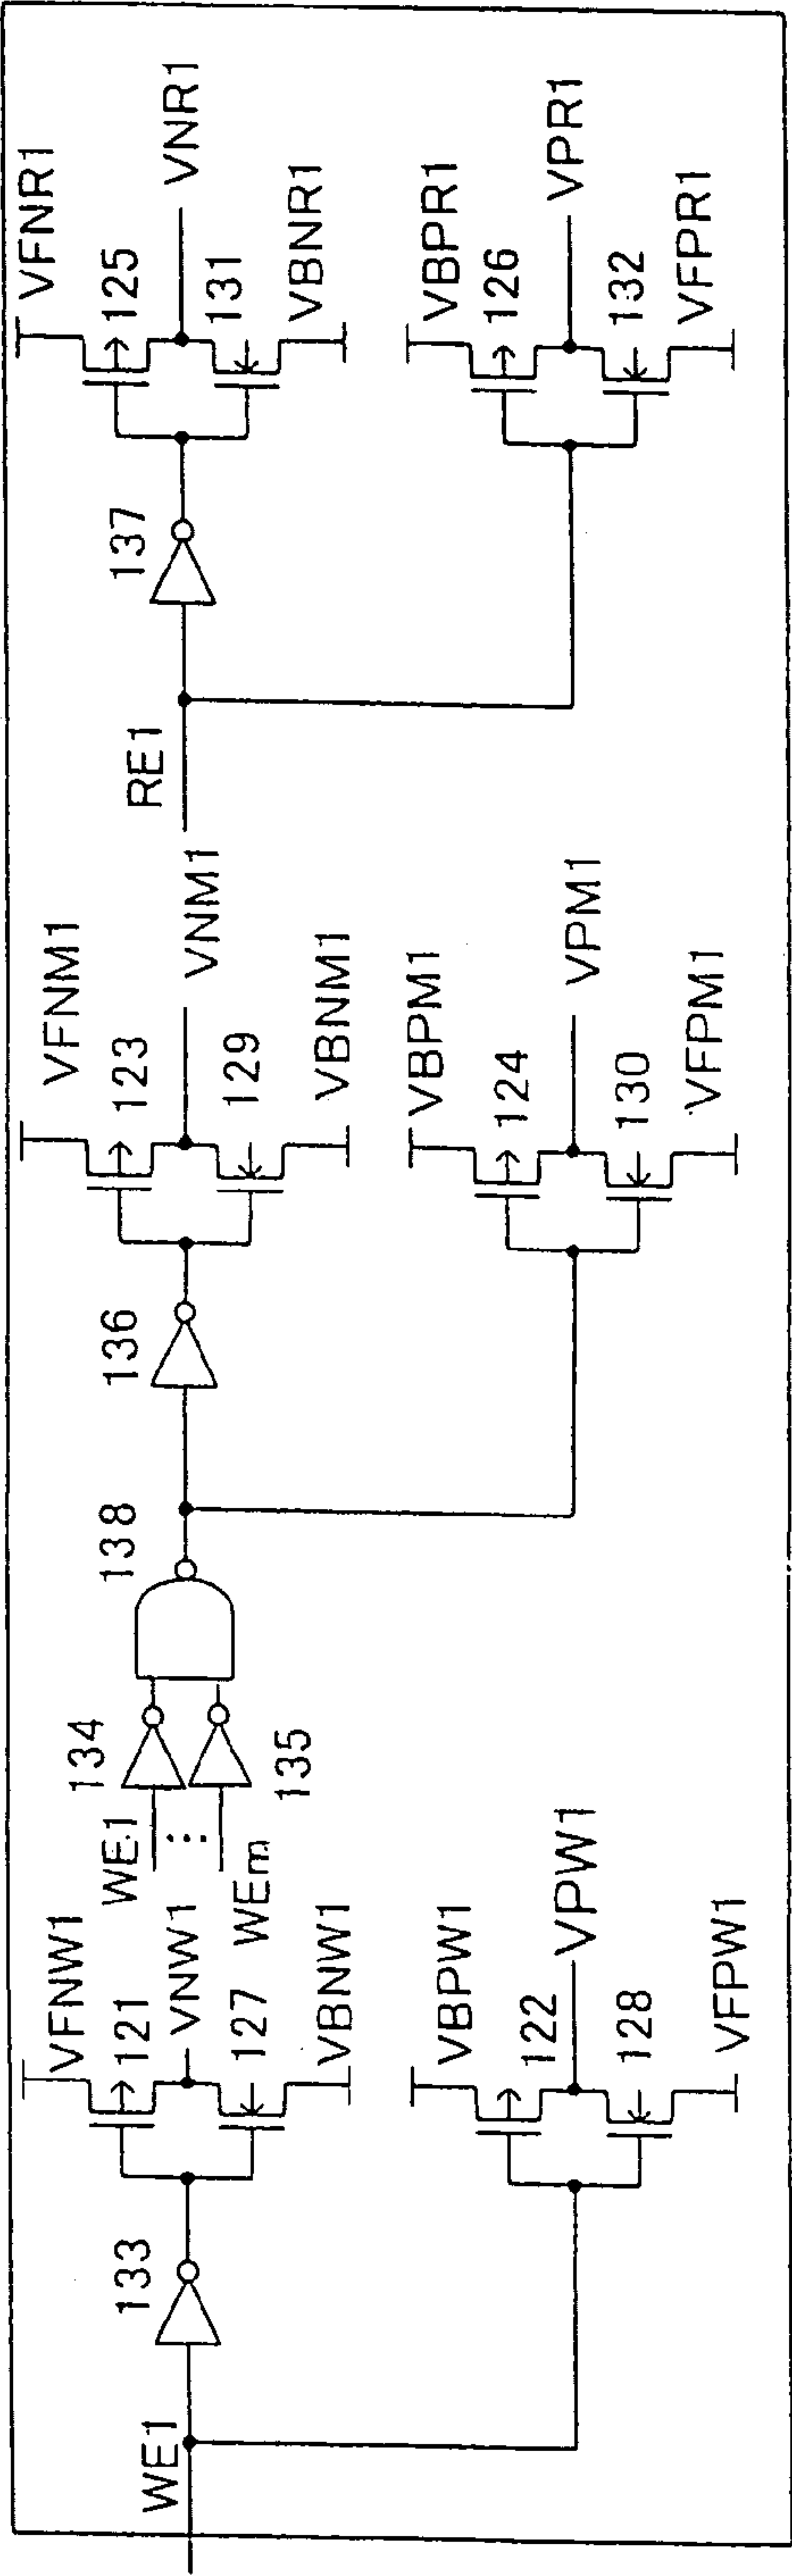 WE1
133
VFNW1
121
VNW1
127
VBNW1
VBPW1
122
VPW1
128
VFPW1
WE1
WEm
134
135
138
136
VFNM1
123
VNM1
129
VBNM1
VBPM1
124
VPM1
130
VFPM1
RE1
137
VFNR1
125
VNR1
131
VBNR1
VBPR1
126
VPR1
132
VFPR1